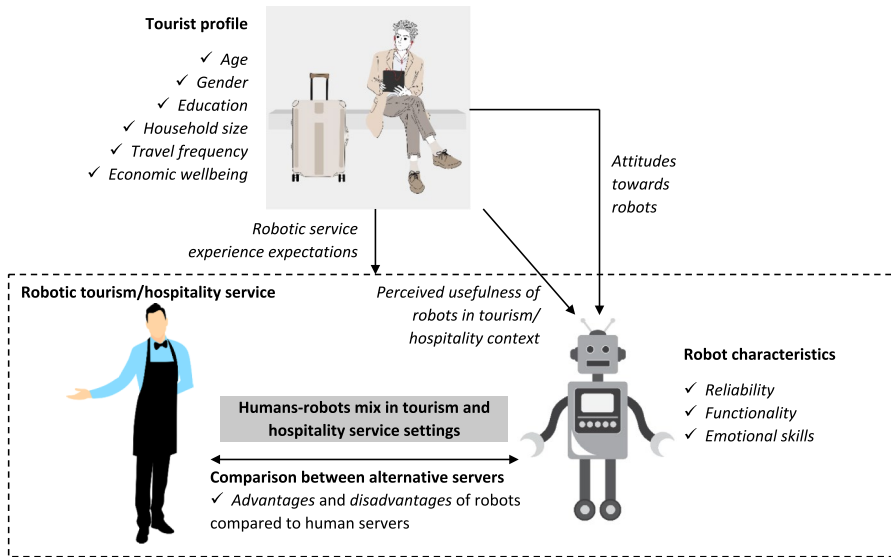 Tourist profile
✓ Age
✓ Gender
✓ Education
✓ Household size
✓ Travel frequency
✓ Economic wellbeing
Attitudes
towards
robots
Robotic service
experience expectations
Robotic tourism/hospitality service
Perceived usefulness of
robots in tourism/
hospitality context
Robot characteristics
✓ Reliability
✓ Functionality
✓ Emotional skills
Humans-robots mix in tourism and
hospitality service settings
Comparison between alternative servers
✓ Advantages and disadvantages of robots
compared to human servers